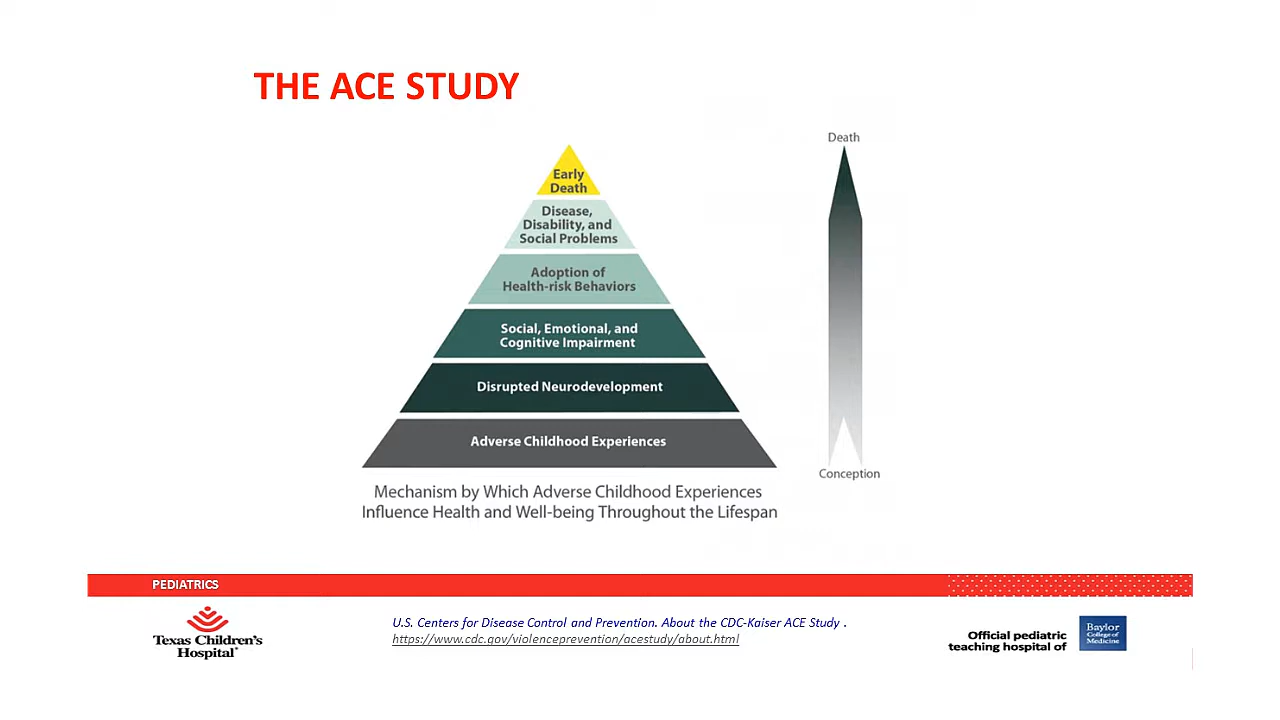 THE ACE STUDY
Death
Early
Death
Disease,
Disability, and
Social Problems
Adoption of
Health-risk Behaviors
Social, Emotional, and
Cognitive Impairment
Disrupted Neurodevelopment
Adverse Childhood Experiences
Conception
Mechanism by Which Adverse Childhood Experiences
Influence Health and Well-being Throughout the Lifespan
PEDIATRICS
Texas Children's
Hospital®
U.S. Centers for Disease Control and Prevention. About the CDC-Kaiser ACE Study .
https://www.cdc.gov/violenceprevention/acestudy/about.html
Official pediatric
teaching hospital of
Baylor
College of
Medicine